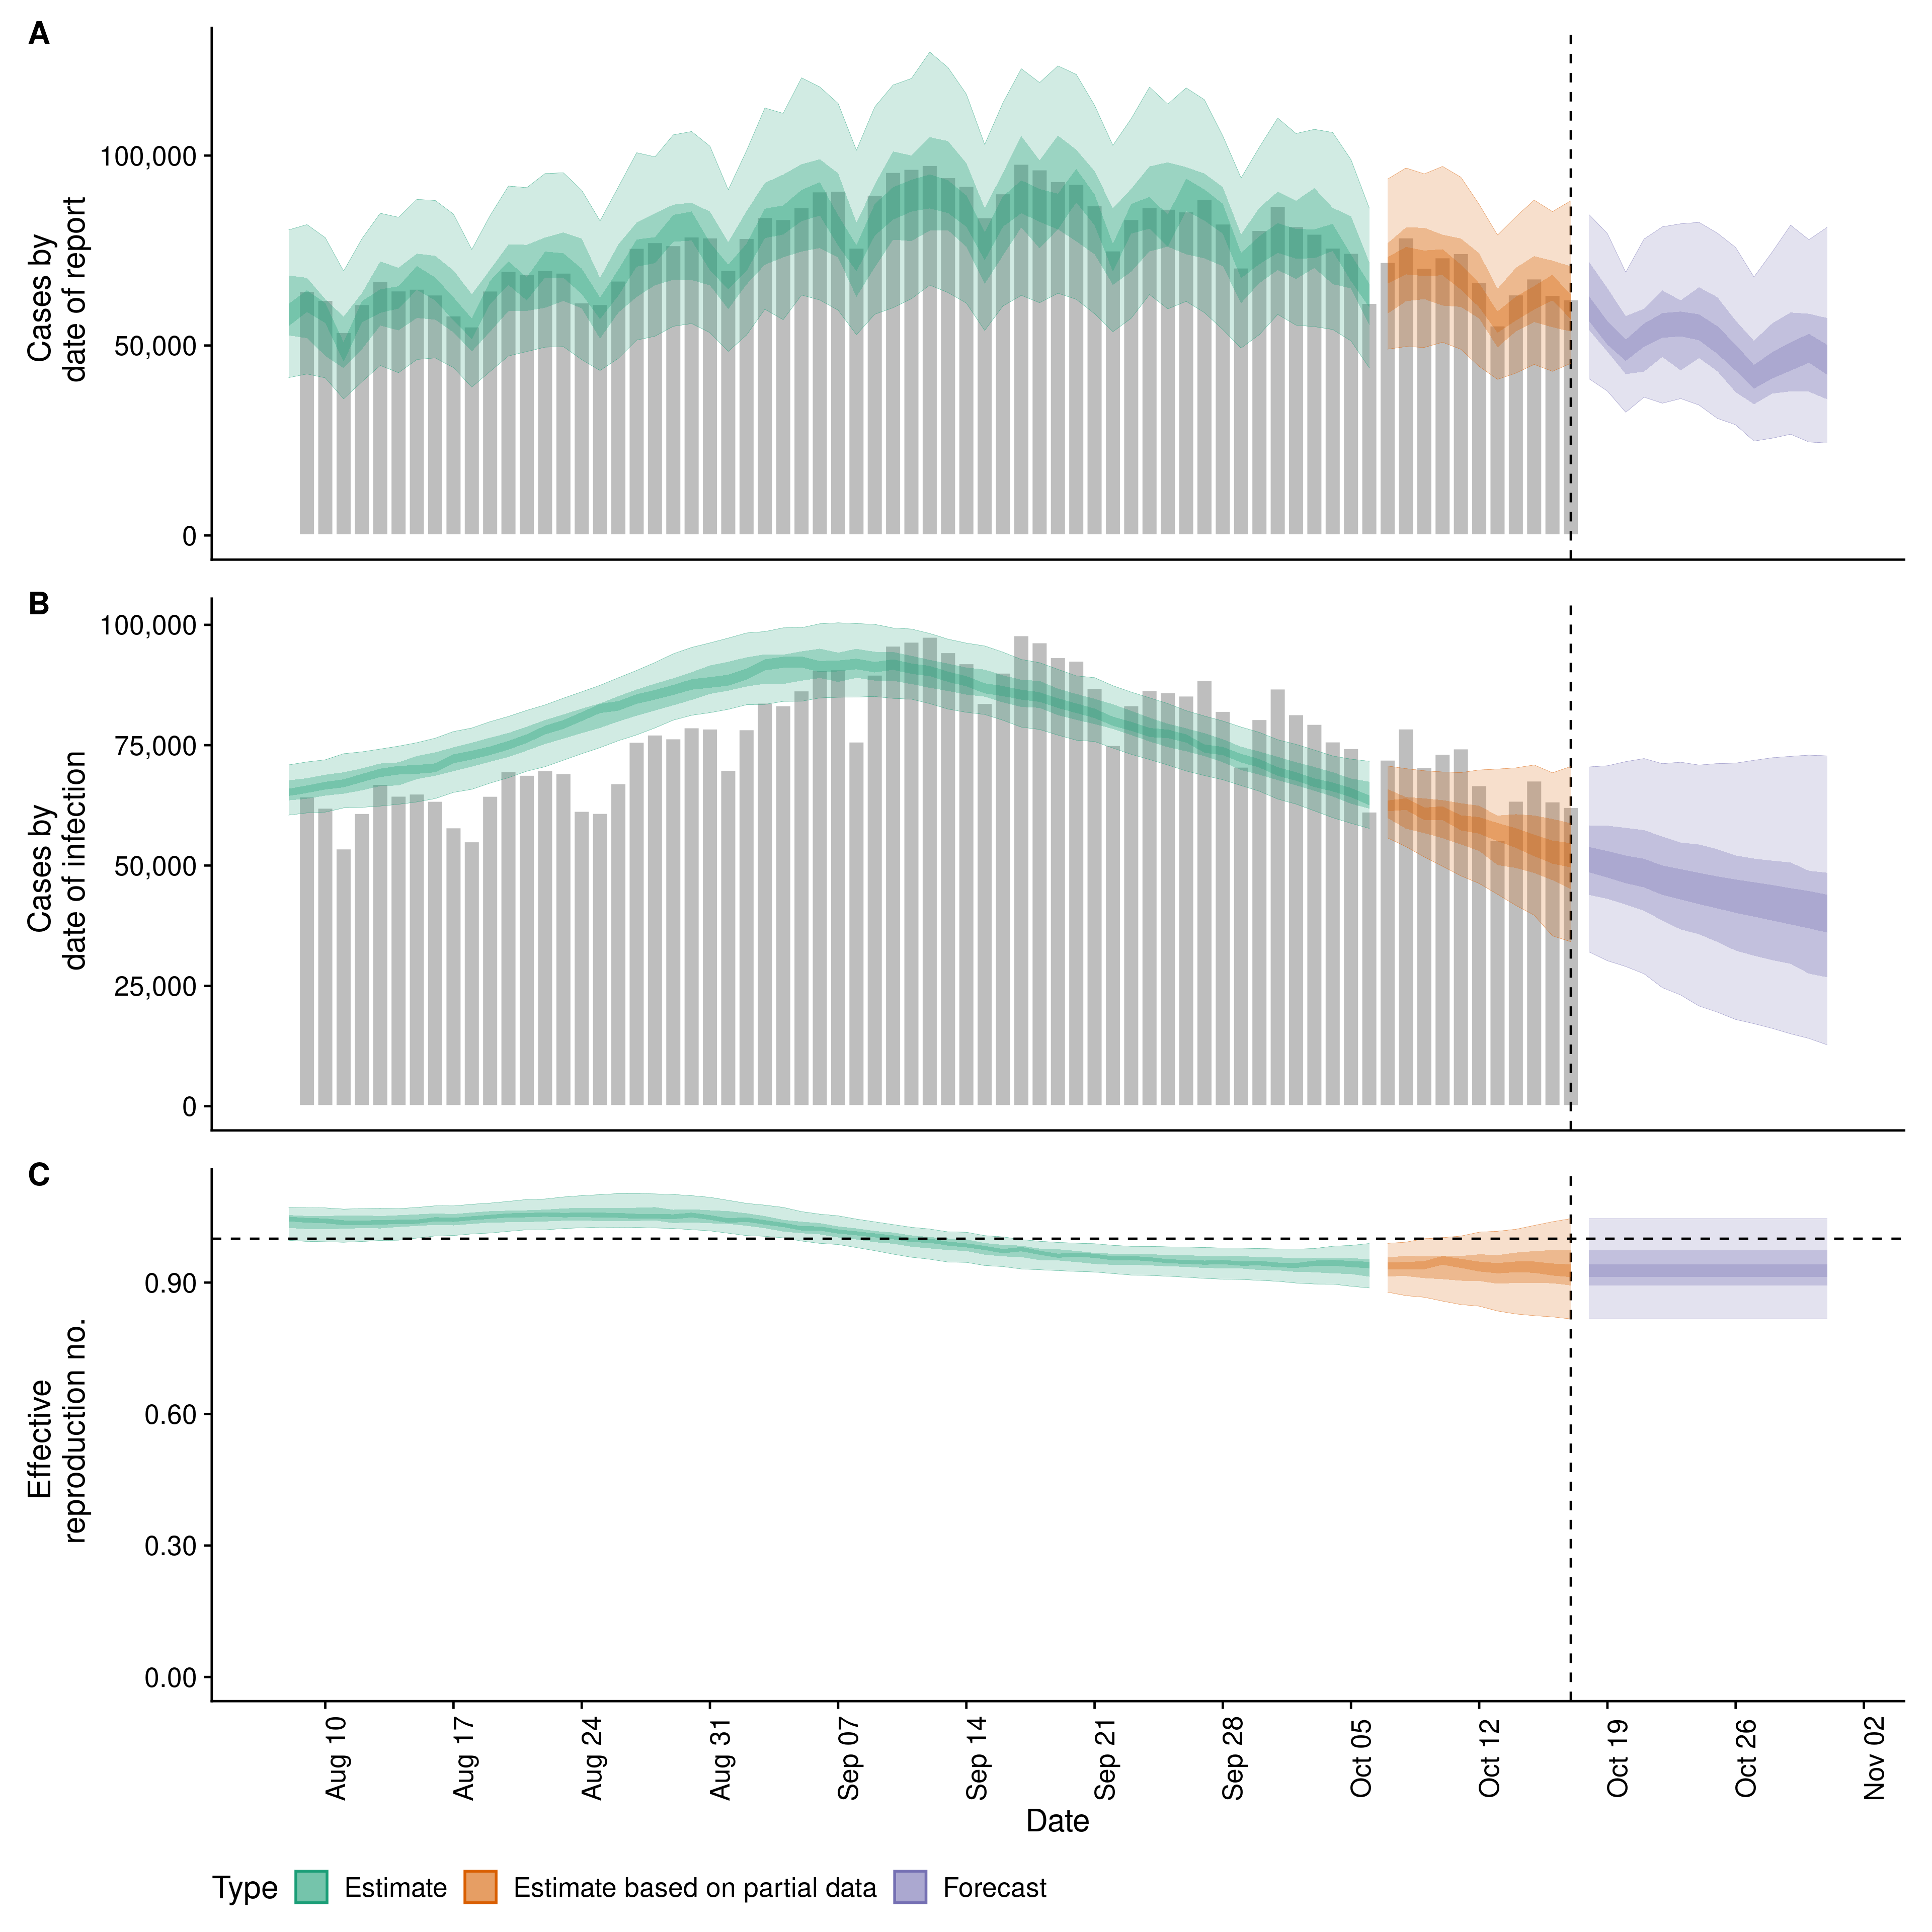 A
Cases by
date of report
100,000
50,000
0
B
Cases by
date of infection
100,000
75,000
50,000
25,000
0
C
Effective
reproduction no.
0.90
0.60
0.30
0.00
Aug 10
Aug 17
Aug 24
Aug 31
Sep 07
Sep 14
Sep 21
Sep 28
Oct 05
Oct 12
Oct 19
Oct 26
Nov 02
Date
Type Estimate Estimate based on partial data Forecast